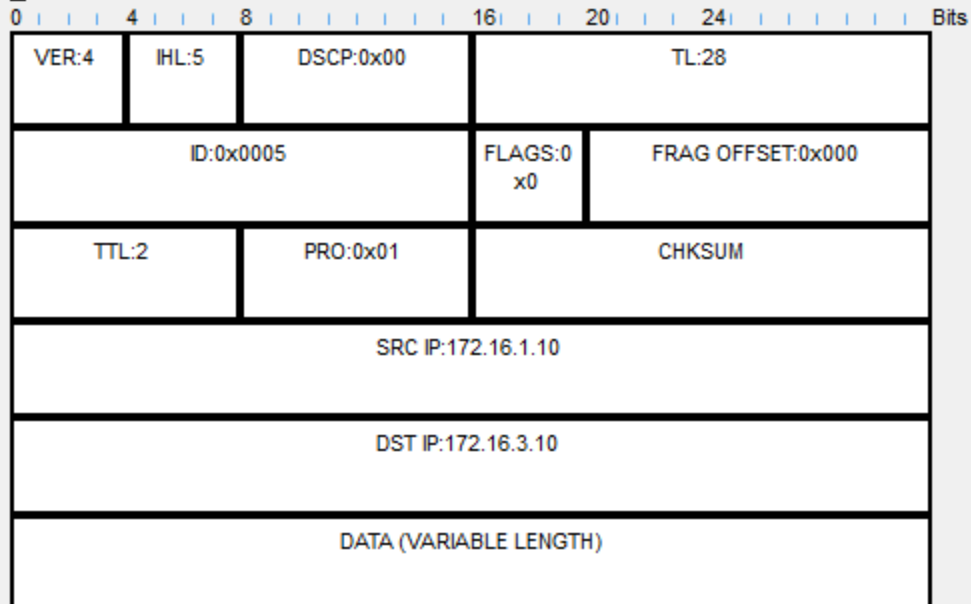 0 4 8 16 20 24 Bits
VER:4 IHL:5 DSCP:0x00 TL:28
ID:0x0005 FLAGS:0 FRAG OFFSET:0x000
x0
TTL:2 PRO:0x01 CHKSUM
SRC IP:172.16.1.10
DST IP:172.16.3.10
DATA (VARIABLE LENGTH)